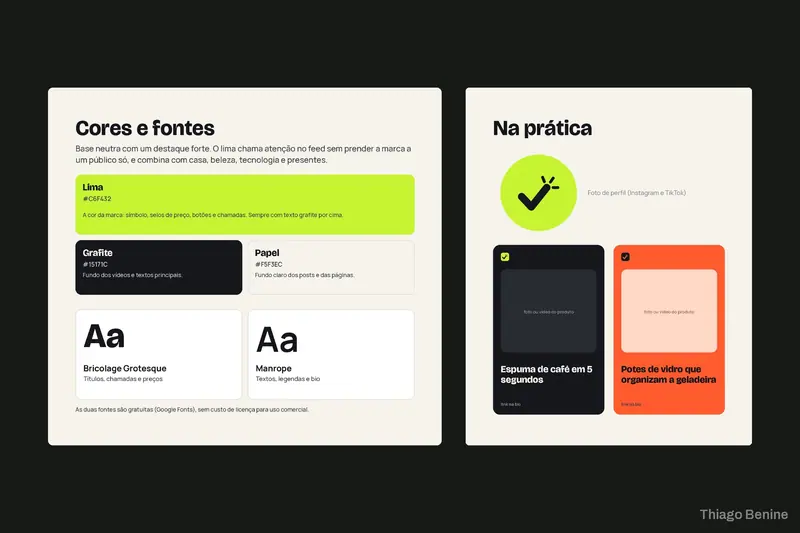 Cores e fontes
Base neutra com um destaque forte. O lima chama atenção no feed sem prender a marca a
um público só, e combina com casa, beleza, tecnologia e presentes.
Lima
#C6F432
A cor da marca: símbolo, selos de preço, botões e chamadas. Sempre com texto grafite por cima.
Grafite
#15171C
Fundo dos vídeos e textos principais.
Papel
#F5F3EC
Fundo claro dos posts e das páginas.
Aa
Bricolage Grotesque
Títulos, chamadas e preços
Aa
Manrope
Textos, legendas e bio
As duas fontes são gratuitas (Google Fonts), sem custo de licença para uso comercial.
Na prática
Foto de perfil (Instagram e TikTok)
foto ou vídeo do produto
Espuma de café em 5
segundos
link na bio
foto ou vídeo do produto
Potes de vidro que
organizam a geladeira
link na bio
Thiago Benine